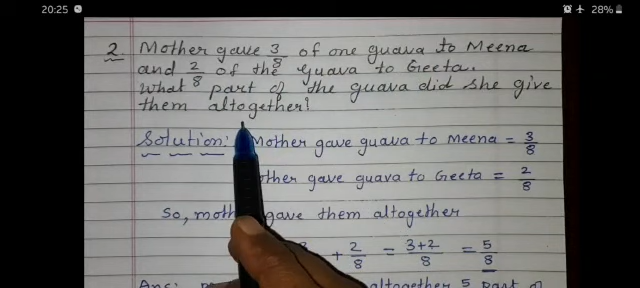 20:25
28%
2. Mother gave 3/8 of one guava to Meena
and 2/8 of the guava to Geeta.
What part of the guava did she give
them altogether?
Solution: Mother gave guava to Meena = 3/8
gave guava to Geeta = 2/8
So, gave them altogether
+ 2/8 = 3+2/8 = 5/8
Ans: altogether 5 part of